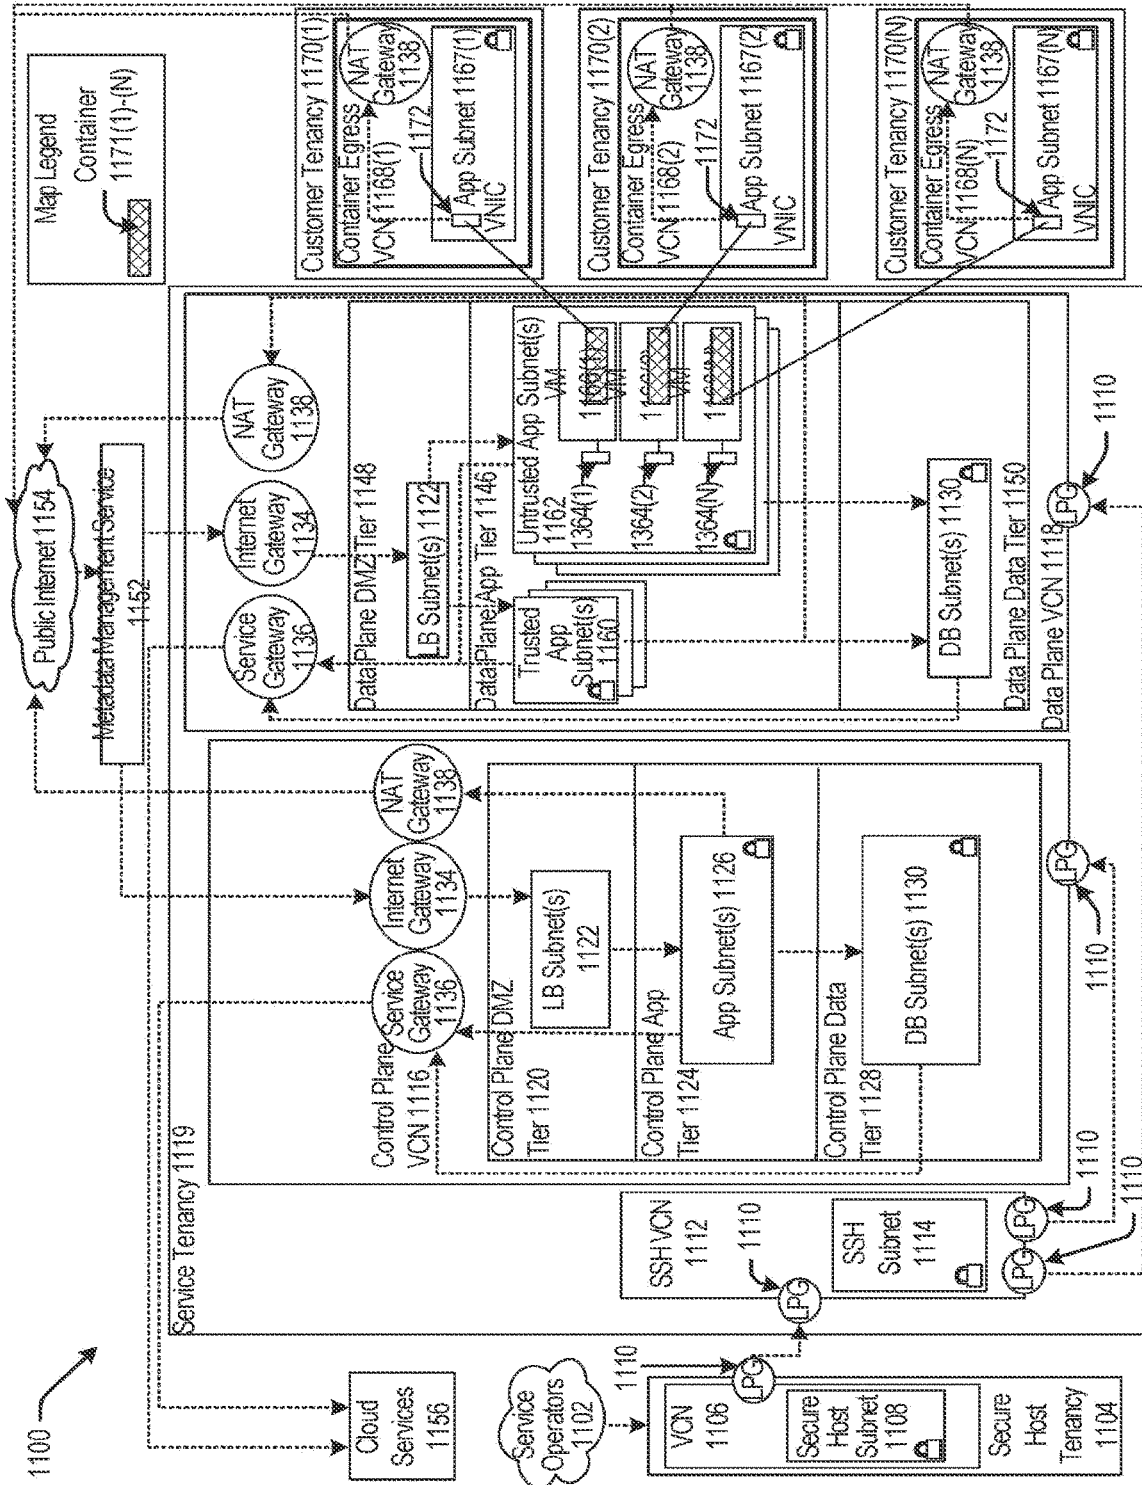 1100
Cloud
Services
1156
Service
Operators
1102
1110
LPG
VCN
1106
Secure
Host
Subnet
1108
Secure
Host
Tenancy
1104
Service Tenancy 1119
SSH VCN
1112
1110
LPG
SSH
Subnet
1114
LPG
LPG
1110
1110
Control Plane
VCN 1116
Service
Gateway
1136
Internet
Gateway
1134
NAT
Gateway
1138
Control Plane DMZ
Tier 1120
LB Subnet(s)
1122
Control Plane App
Tier 1124
App Subnet(s) 1126
Control Plane Data
Tier 1128
DB Subnet(s) 1130
LPG
1110
Public Internet 1154
Metadata Management Service
1152
Service
Gateway
1136
Internet
Gateway
1134
NAT
Gateway
1138
Data Plane DMZ Tier 1148
LB Subnet(s) 1122
Data Plane App Tier 1146
Trusted
App
Subnet(s)
1160
Untrusted App Subnet(s)
1162
VM
1166(1)
1364(1)
VM
1364(2)
VM
1364(N)
DB Subnet(s) 1130
Data Plane Data Tier 1150
Data Plane VCN 1118
LPG
1110
Map Legend
Container
1171(1)-(N)
Customer Tenancy 1170(1)
Container Egress
VCN 1168(1)
NAT
Gateway
1138
1172
App Subnet 1167(1)
VNIC
Customer Tenancy 1170(2)
Container Egress
VCN 1168(2)
NAT
Gateway
1138
1172
App Subnet 1167(2)
VNIC
Customer Tenancy 1170(N)
Container Egress
VCN 1168(N)
NAT
Gateway
1138
1172
App Subnet 1167(N)
VNIC